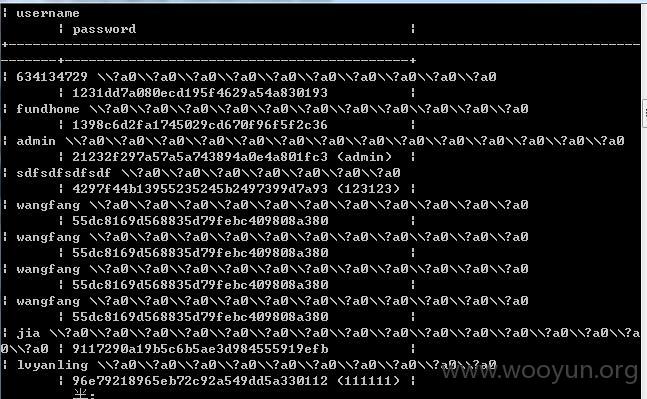 ¦ username
¦ password ¦
+------------------------------------------------------------------------------
-------+-------------------------------------------+
¦ 634134729 \\?a0\\?a0\\?a0\\?a0\\?a0\\?a0\\?a0\\?a0\\?a0\\?a0
¦ 1231dd7a080ecd195f4629a54a830193 ¦
¦ fundhome \\?a0\\?a0\\?a0\\?a0\\?a0\\?a0\\?a0\\?a0\\?a0\\?a0\\?a0
¦ 1398c6d2fa1745029cd670f96f5f2c36 ¦
¦ admin \\?a0\\?a0\\?a0\\?a0\\?a0\\?a0\\?a0\\?a0\\?a0\\?a0\\?a0\\?a0\\?a0\\?a0
¦ 21232f297a57a5a743894a0e4a801fc3 (admin) ¦
¦ sdfsdfsdfsdf \\?a0\\?a0\\?a0\\?a0\\?a0\\?a0\\?a0
¦ 4297f44b13955235245b2497399d7a93 (123123) ¦
¦ wangfang \\?a0\\?a0\\?a0\\?a0\\?a0\\?a0\\?a0\\?a0\\?a0\\?a0\\?a0
¦ 55dc8169d568835d79febc409808a380 ¦
¦ wangfang \\?a0\\?a0\\?a0\\?a0\\?a0\\?a0\\?a0\\?a0\\?a0\\?a0\\?a0
¦ 55dc8169d568835d79febc409808a380 ¦
¦ wangfang \\?a0\\?a0\\?a0\\?a0\\?a0\\?a0\\?a0\\?a0\\?a0\\?a0\\?a0
¦ 55dc8169d568835d79febc409808a380 ¦
¦ wangfang \\?a0\\?a0\\?a0\\?a0\\?a0\\?a0\\?a0\\?a0\\?a0\\?a0\\?a0
¦ 55dc8169d568835d79febc409808a380 ¦
¦ jia \\?a0\\?a0\\?a0\\?a0\\?a0\\?a0\\?a0\\?a0\\?a0\\?a0\\?a0\\?a0\\?a0\\?a0\\?a
0\\?a0 ¦ 9117290a19b5c6b5ae3d984555919efb ¦
¦ lvyanling \\?a0\\?a0\\?a0\\?a0\\?a0\\?a0\\?a0\\?a0\\?a0\\?a0
¦ 96e79218965eb72c92a549dd5a330112 (111111) ¦
半:
www.wooyun.org